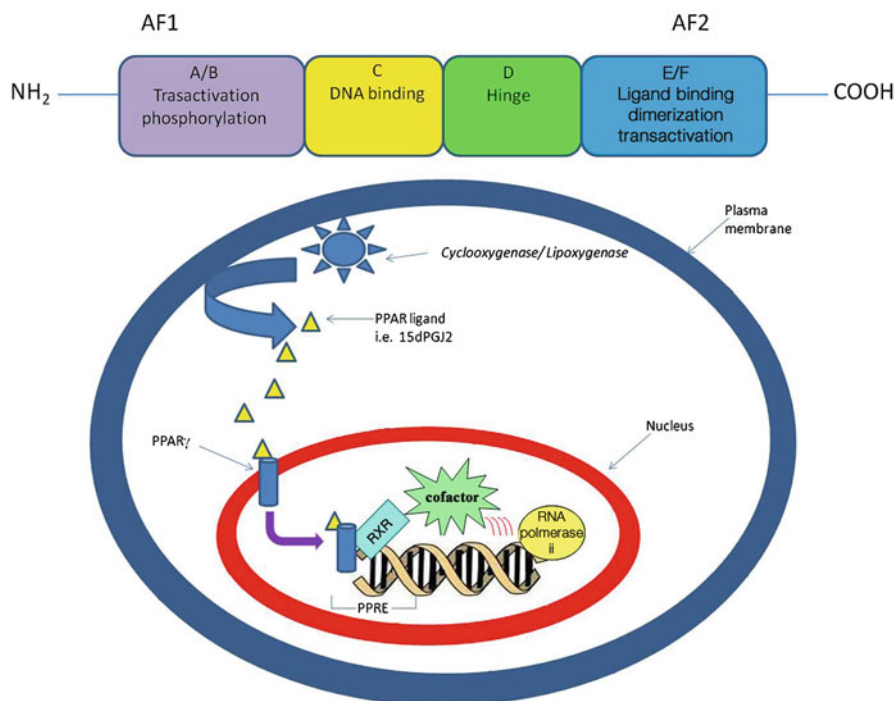 AF1
AF2
NH2
A/B
Trasactivation
phosphorylation
C
DNA binding
D
Hinge
E/F
Ligand binding
dimerization
transactivation
COOH
Plasma
membrane
Cyclooxygenase/ Lipoxygenase
PPAR ligand
i.e. 15dPGJ2
PPARγ
Nucleus
cofactor
RXR
RNA
polmerase
ii
PPRE